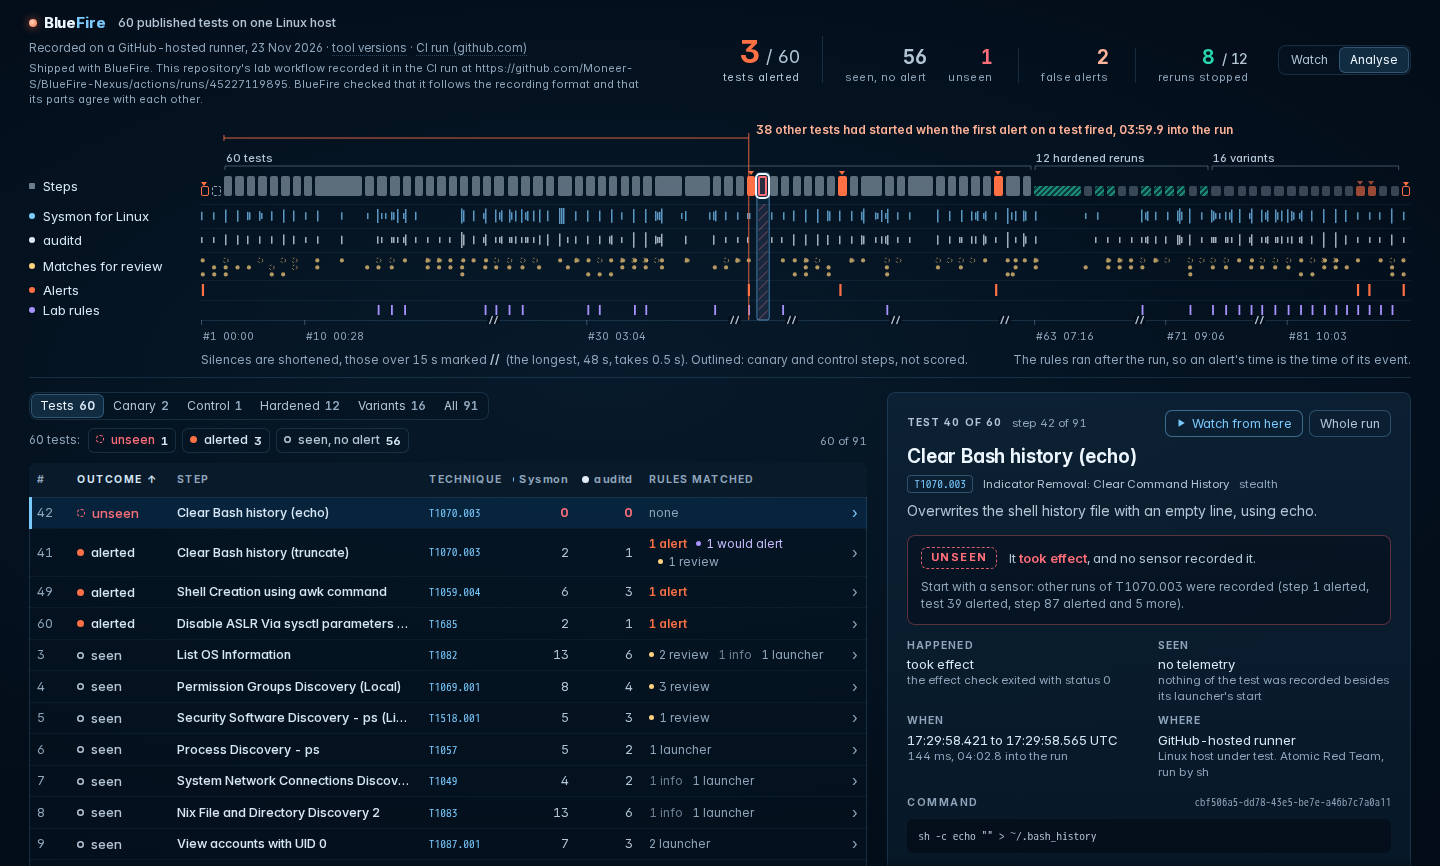 BlueFire 60 published tests on one Linux host
Recorded on a GitHub-hosted runner, 23 Nov 2026 · tool versions · CI run (github.com)
Shipped with BlueFire. This repository's lab workflow recorded it in the CI run at https://github.com/Moneer-
S/BlueFire-Nexus/actions/runs/45227119895. BlueFire checked that it follows the recording format and that
its parts agree with each other.
3 / 60
tests alerted
56
seen, no alert
1
unseen
2
false alerts
8 / 12
reruns stopped
Watch Analyse
38 other tests had started when the first alert on a test fired, 03:59.9 into the run
60 tests 12 hardened reruns 16 variants
Steps
Sysmon for Linux
auditd
Matches for review
Alerts
Lab rules
// // // // // // //
#1 00:00 #10 00:28 #30 03:04 #63 07:16 #71 09:06 #81 10:03
Silences are shortened, those over 15 s marked // (the longest, 48 s, takes 0.5 s). Outlined: canary and control steps, not scored. The rules ran after the run, so an alert's time is the time of its event.
Tests 60 Canary 2 Control 1 Hardened 12 Variants 16 All 91
60 tests: unseen 1 alerted 3 seen, no alert 56 60 of 91
# OUTCOME ↑ STEP TECHNIQUE Sysmon auditd RULES MATCHED
42 unseen Clear Bash history (echo) T1070.003 0 0 none ›
41 alerted Clear Bash history (truncate) T1070.003 2 1 1 alert 1 would alert
1 review ›
49 alerted Shell Creation using awk command T1059.004 6 3 1 alert ›
60 alerted Disable ASLR Via sysctl parameters ... T1685 2 1 1 alert ›
3 seen List OS Information T1082 13 6 2 review 1 info 1 launcher ›
4 seen Permission Groups Discovery (Local) T1069.001 8 4 3 review ›
5 seen Security Software Discovery - ps (Li... T1518.001 5 3 1 review ›
6 seen Process Discovery - ps T1057 5 2 1 launcher ›
7 seen System Network Connections Discov... T1049 4 2 1 info 1 launcher ›
8 seen Nix File and Directory Discovery 2 T1083 13 6 1 info 1 launcher ›
9 seen View accounts with UID 0 T1087.001 7 3 2 launcher ›
TEST 40 OF 60 step 42 of 91 Watch from here Whole run
Clear Bash history (echo)
T1070.003 Indicator Removal: Clear Command History stealth
Overwrites the shell history file with an empty line, using echo.
UNSEEN It took effect, and no sensor recorded it.
Start with a sensor: other runs of T1070.003 were recorded (step 1 alerted,
test 39 alerted, step 87 alerted and 5 more).
HAPPENED
took effect
the effect check exited with status 0
SEEN
no telemetry
nothing of the test was recorded besides
its launcher's start
WHEN
17:29:58.421 to 17:29:58.565 UTC
144 ms, 04:02.8 into the run
WHERE
GitHub-hosted runner
Linux host under test. Atomic Red Team,
run by sh
COMMAND cbf506a5-dd78-43e5-be7e-a46b7c7a0a11
sh -c echo "" > ~/.bash_history